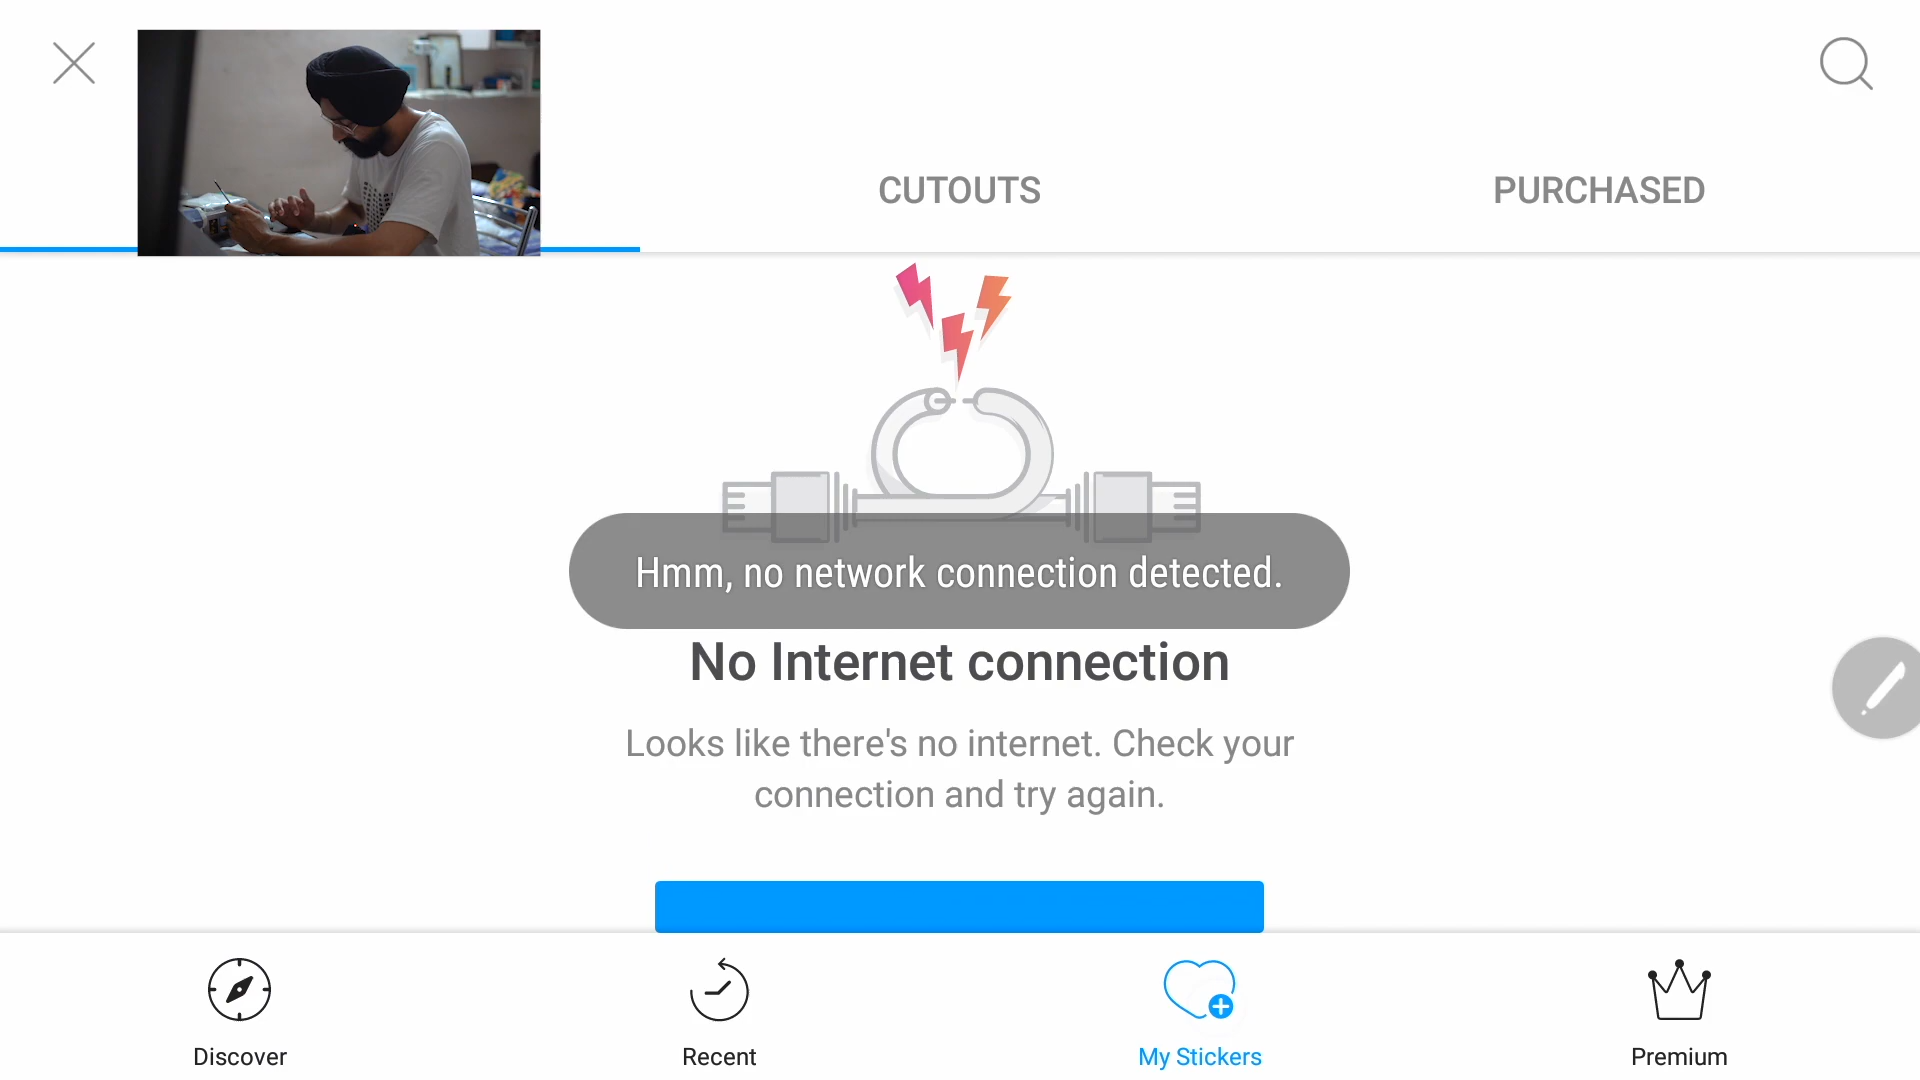 CUTOUTS
PURCHASED
Hmm, no network connection detected.
No Internet connection
Looks like there's no internet. Check your
connection and try again.
Discover
Recent
My Stickers
Premium